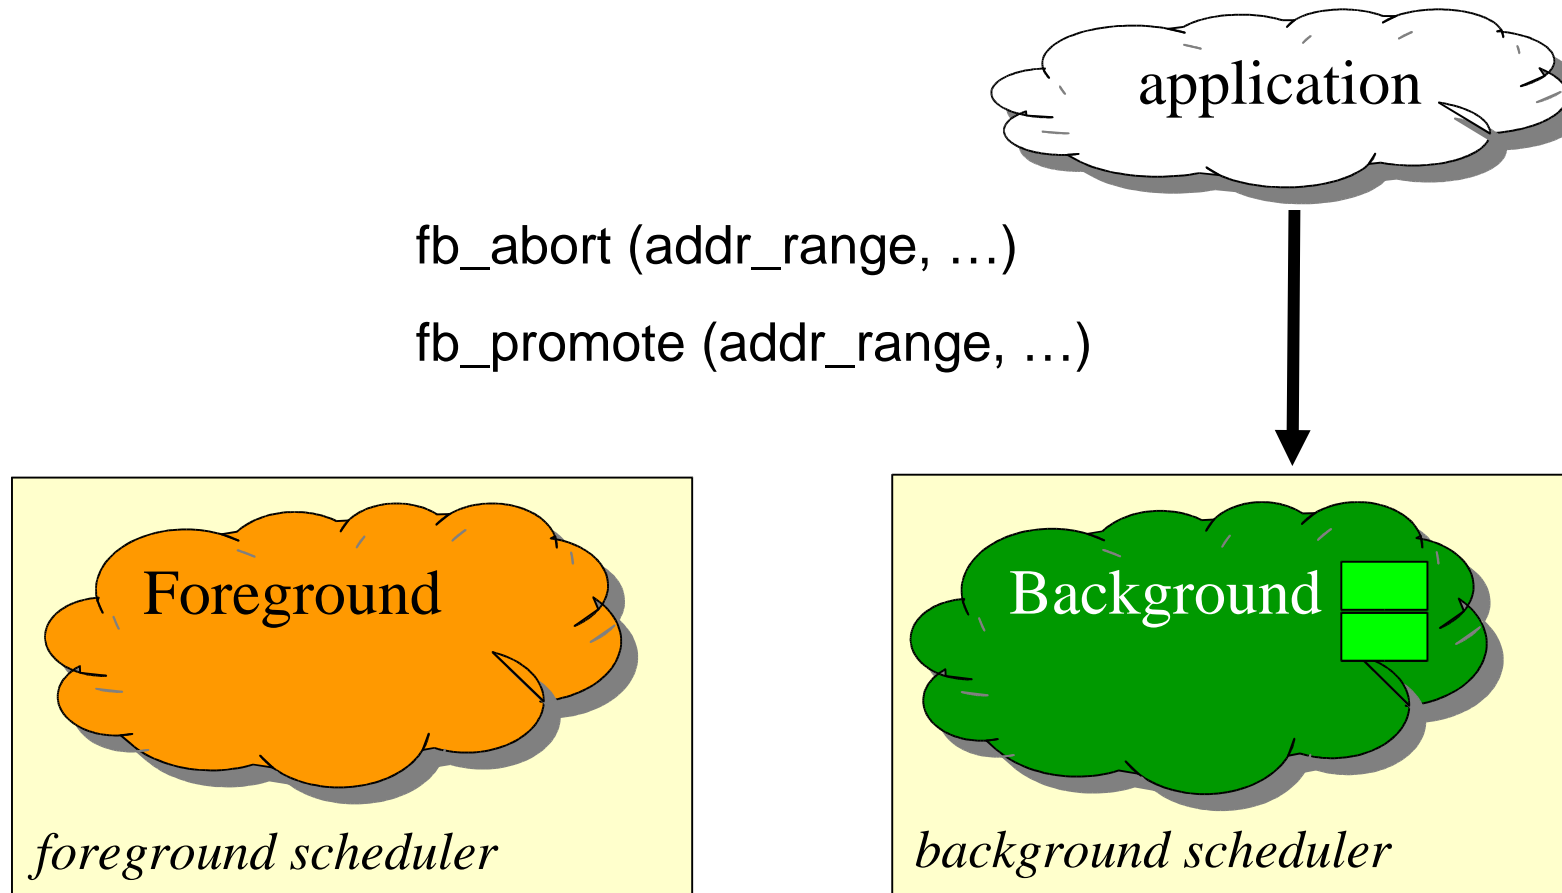 application
fb_abort (addr_range, …)
fb_promote (addr_range, …)
Foreground
Background
foreground scheduler
background scheduler